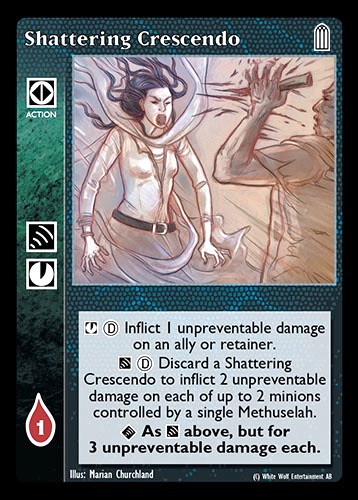 Shattering Crescendo
ACTION
Ⓓ Inflict 1 unpreventable damage
on an ally or retainer.
Ⓓ Discard a Shattering
Crescendo to inflict 2 unpreventable
damage on each of up to 2 minions
controlled by a single Methuselah.
As above, but for
3 unpreventable damage each.
1
Illus: Marian Churchland
(C) White Wolf Entertainment AB